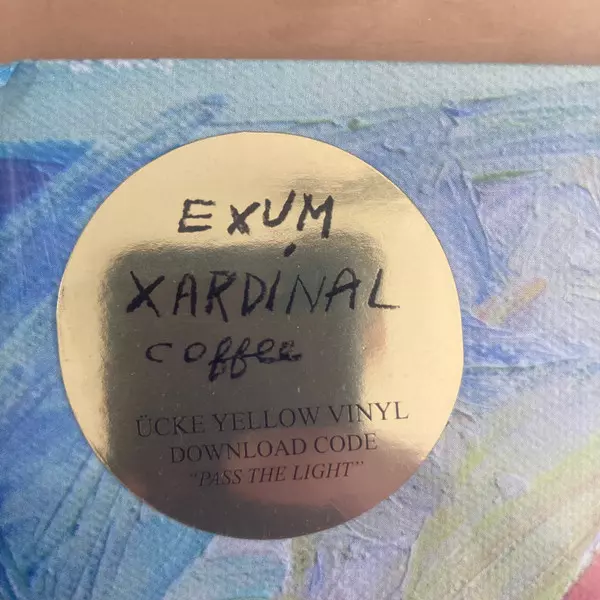 EXUM
XARDINAL
coffee
ÜCKE YELLOW VINYL
DOWNLOAD CODE
“PASS THE LIGHT”